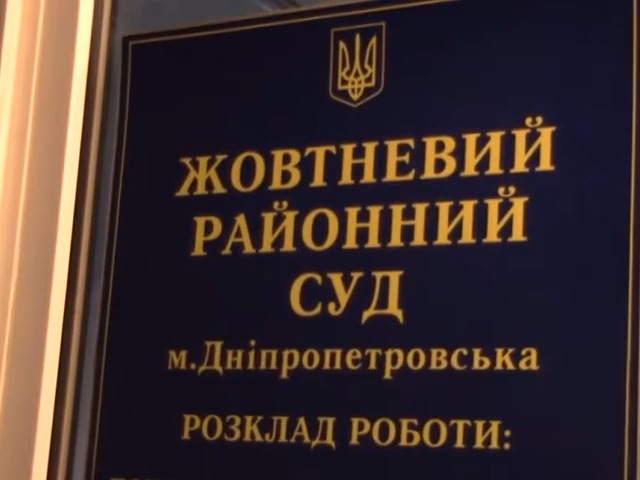 ЖОВТНЕВИЙ
РАЙОННИЙ
СУД
м.Дніпропетровська
РОЗКЛАД РОБОТИ: